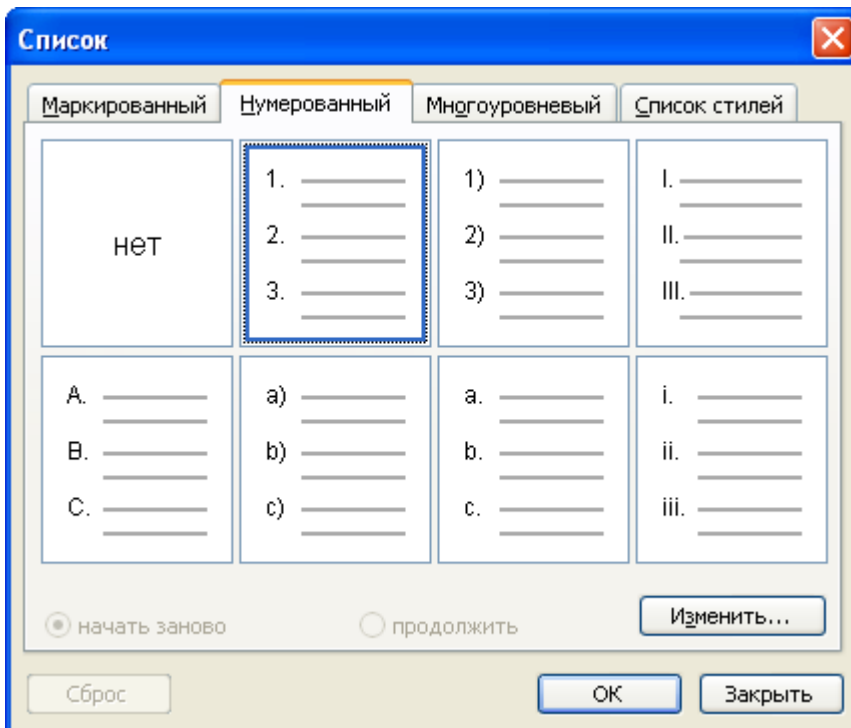 Список
Маркированный Нумерованный Многоуровневый Список стилей
нет
1.
2.
3.
1)
2)
3)
I.
II.
III.
A.
B.
C.
a)
b)
c)
a.
b.
c.
i.
ii.
iii.
начать заново продолжить Изменить...
Сброс ОК Закрыть